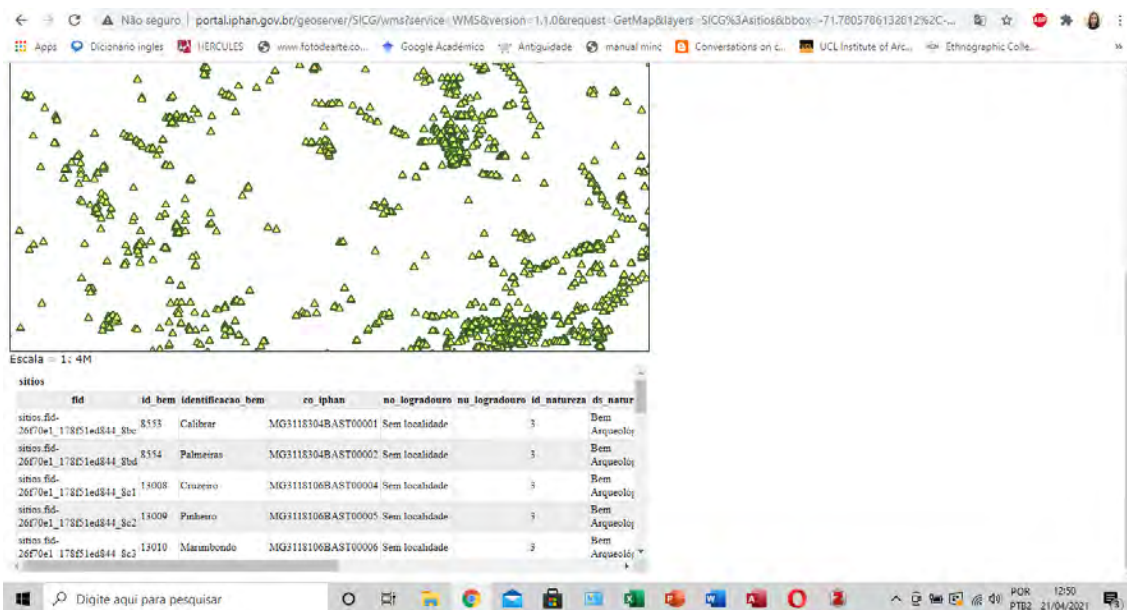 Não seguro | portal.iphan.gov.br/geoserver/SICG/wms?service=WMS&version=1.1.0&request=GetMap&layers=SICG%3Asitios&bbox=-71.7805786132812%2C-...
Apps Dicionario ingles HERCULES www.fotodearte.co... Google Acadêmico Antiguidade manual minc Conversations on c... UCL Institute of Arc... Ethnographic Colle...
Escala = 1: 4M
sitios
fid id_bem identificacao_bem co_iphan no_logradouro nu_logradouro id_natureza ds_natur
sitios.fid-
26f70e1_178f51ed844_8bc 8553 Calibrar MG3118304BAST00001 Sem localidade 3 Bem Arqueológ
sitios.fid-
26f70e1_178f51ed844_8bd 8554 Palmeiras MG3118304BAST00002 Sem localidade 3 Bem Arqueológ
sitios.fid-
26f70e1_178f51ed844_8c1 13008 Cruzeiro MG3118106BAST00004 Sem localidade 3 Bem Arqueológ
sitios.fid-
26f70e1_178f51ed844_8c2 13009 Pinheiro MG3118106BAST00005 Sem localidade 3 Bem Arqueológ
sitios.fid-
26f70e1_178f51ed844_8c3 13010 Marimbondo MG3118106BAST00006 Sem localidade 3 Bem Arqueológ
Digite aqui para pesquisar
POR 12:50
PTB2 21/04/2021